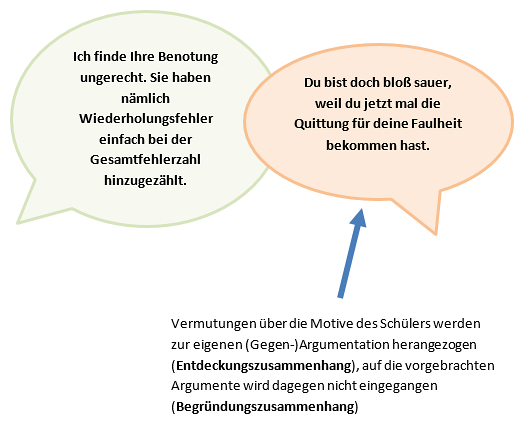 Ich finde Ihre Benotung
ungerecht. Sie haben
nämlich
Wiederholungsfehler
einfach bei der
Gesamtfehlerzahl
hinzugezählt.
Du bist doch bloß sauer,
weil du jetzt mal die
Quittung für deine Faulheit
bekommen hast.
Vermutungen über die Motive des Schülers werden
zur eigenen (Gegen-)Argumentation herangezogen
(Entdeckungszusammenhang), auf die vorgebrachten
Argumente wird dagegen nicht eingegangen
(Begründungszusammenhang)